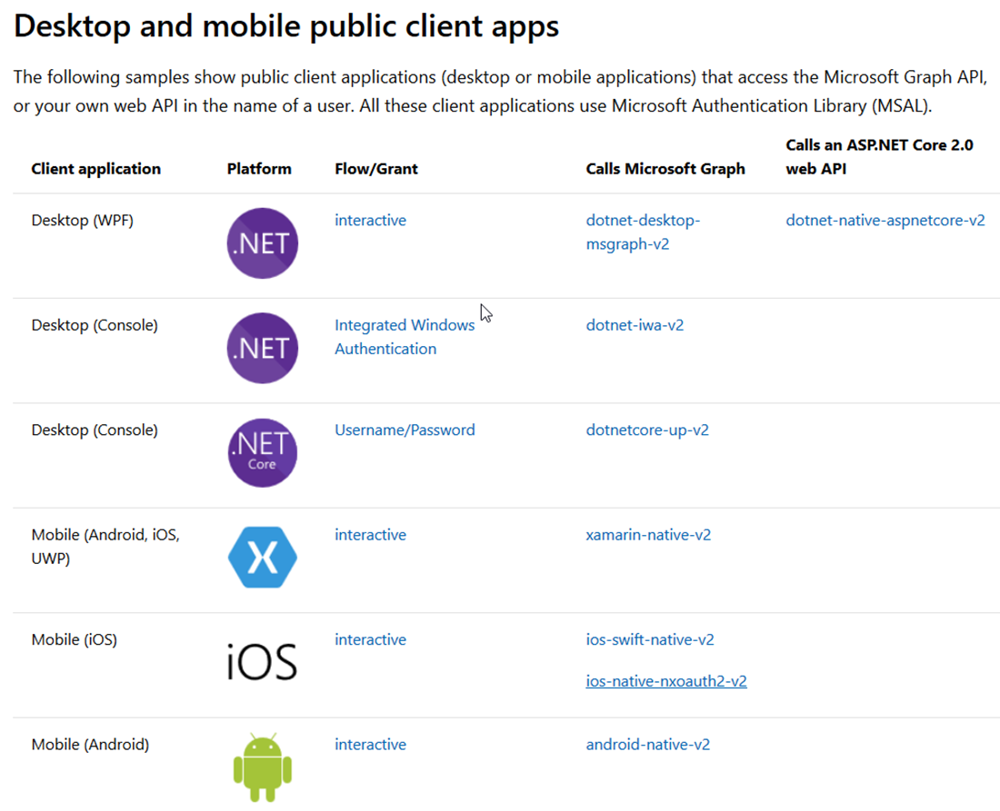 Desktop and mobile public client apps
The following samples show public client applications (desktop or mobile applications) that access the Microsoft Graph API,
or your own web API in the name of a user. All these client applications use Microsoft Authentication Library (MSAL).
Client application Platform Flow/Grant Calls Microsoft Graph Calls an ASP.NET Core 2.0
web API
Desktop (WPF) .NET interactive dotnet-desktop- dotnet-native-aspnetcore-v2
msgraph-v2
Desktop (Console) .NET Integrated Windows dotnet-iwa-v2
Authentication
Desktop (Console) .NET Username/Password dotnetcore-up-v2
Core
Mobile (Android, iOS, interactive xamarin-native-v2
UWP)
Mobile (iOS) iOS interactive ios-swift-native-v2
ios-native-nxoauth2-v2
Mobile (Android) interactive android-native-v2